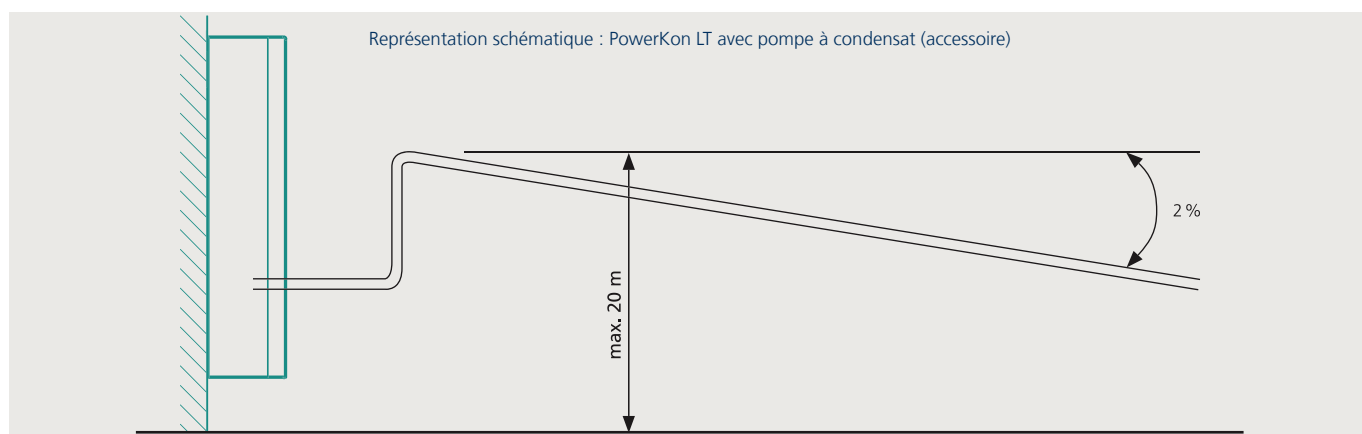 Représentation schématique : PowerKon LT avec pompe à condensat (accessoire)
2 %
max. 20 m